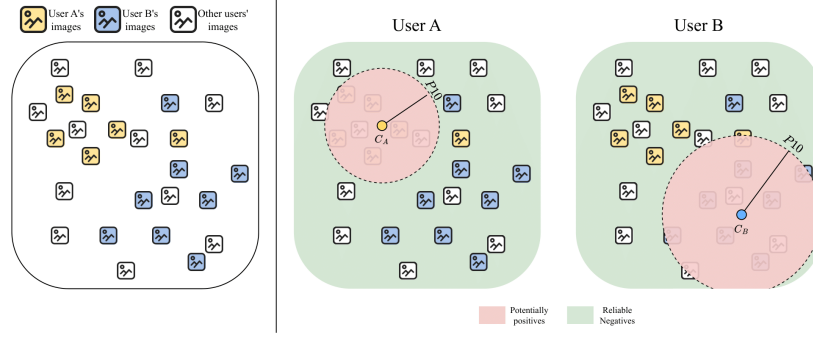 User A's
images
User B's
images
Other users'
images
User A
User B
P10
C_A
P10
C_B
Potentially
positives
Reliable
Negatives